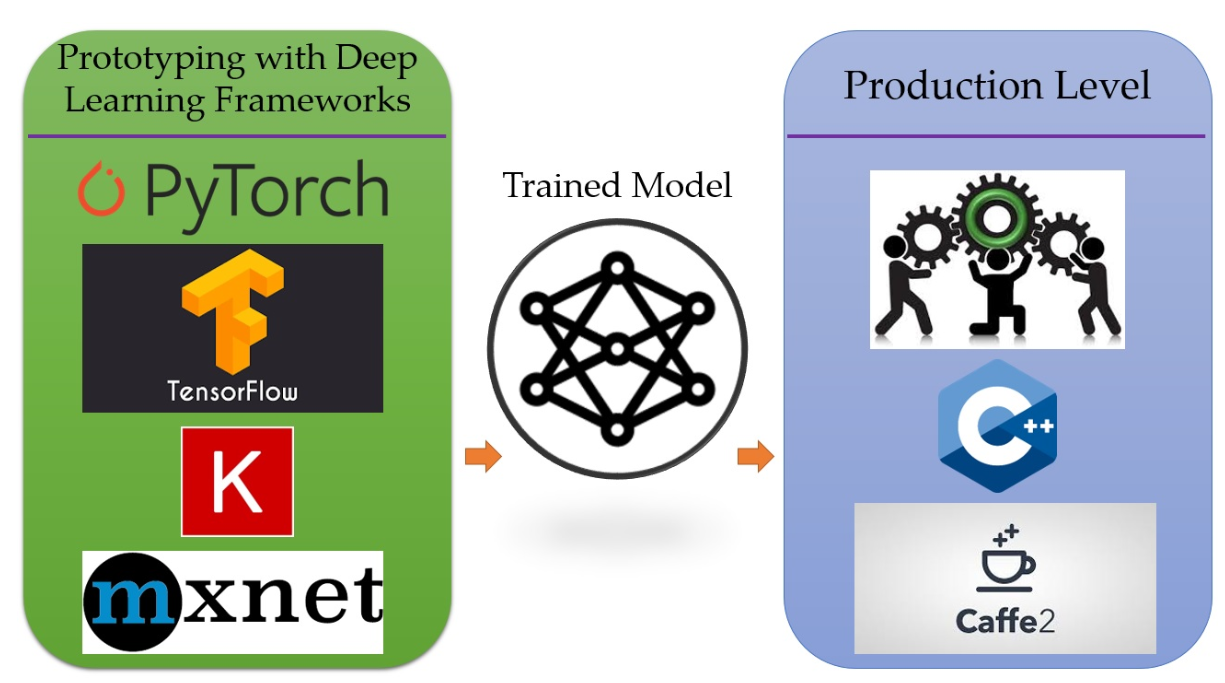 Prototyping with Deep
Learning Frameworks
PyTorch
TensorFlow
K
mxnet
Trained Model
Production Level
C++
Caffe2